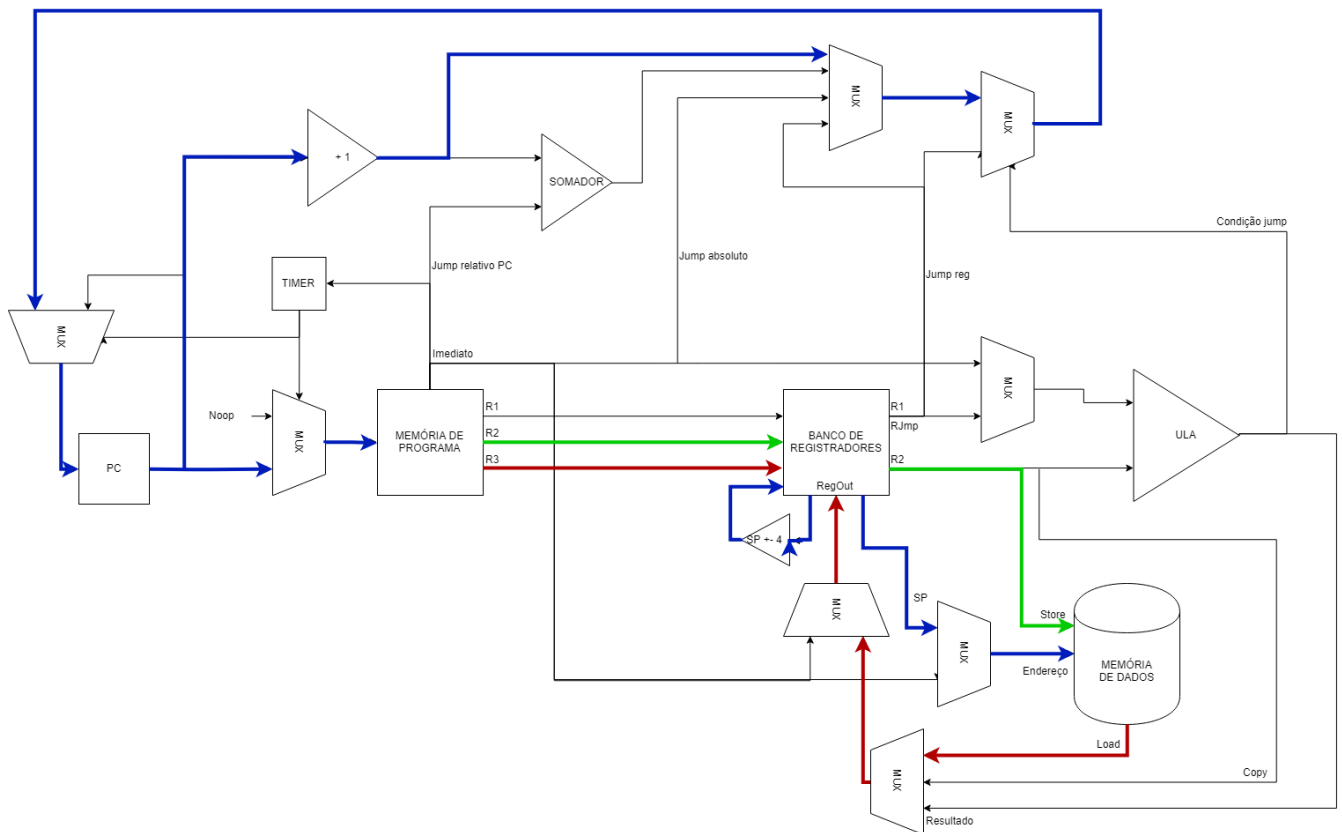 MUX
MUX
+ 1
SOMADOR
Condição jump
Jump relativo PC
Jump absoluto
Jump reg
TIMER
MUX
Imediato
MUX
Noop
MUX
R1
R2
R3
MEMÓRIA DE
PROGRAMA
BANCO DE
REGISTRADORES
RegOut
R1
RJmp
R2
ULA
PC
SP +- 4
MUX
SP
MUX
Store
Endereço
MEMÓRIA
DE DADOS
Load
MUX
Copy
Resultado